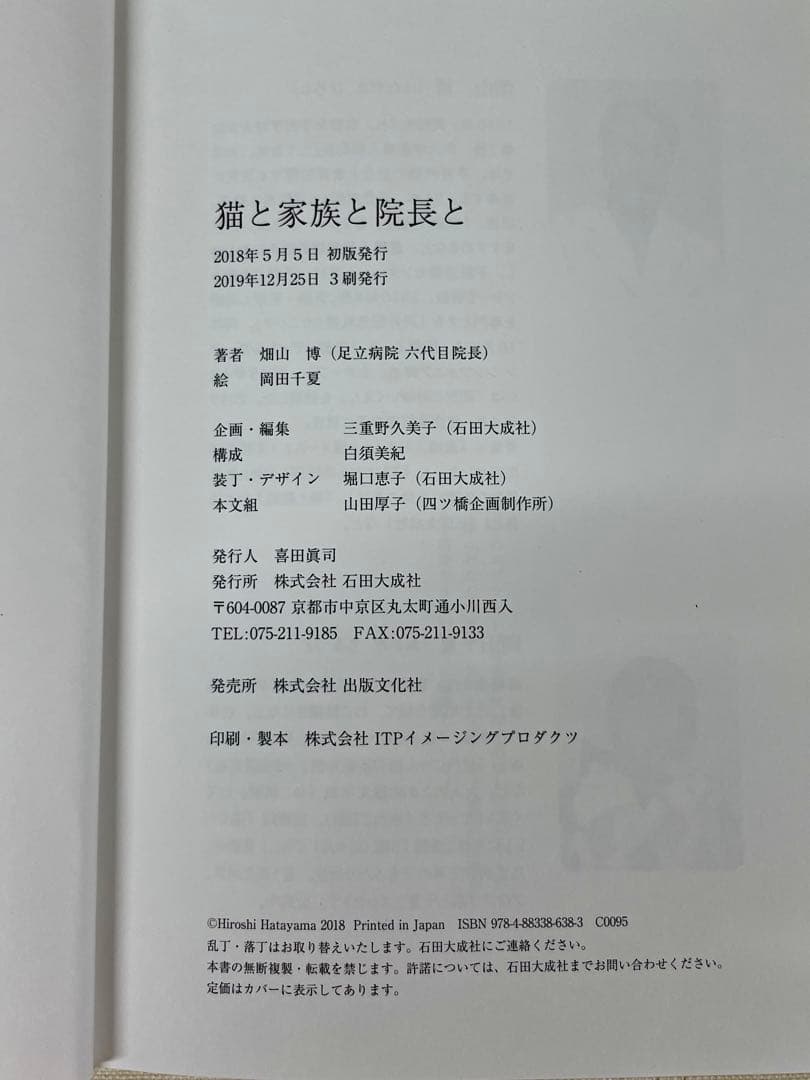 猫と家族と院長と
2018年5月5日 初版発行
2019年12月25日 3刷発行
著者 畑山 博（足立病院 六代目院長）
絵 岡田千夏
企画・編集 三重野久美子（石田大成社）
構成 白須美紀
装丁・デザイン 堀口恵子（石田大成社）
本文組 山田厚子（四ツ橋企画制作所）
発行人 喜田眞司
発行所 株式会社 石田大成社
〒604-0087 京都市中京区丸太町通小川西入
TEL:075-211-9185 FAX:075-211-9133
発売所 株式会社 出版文化社
印刷・製本 株式会社 ITPイメージングプロダクツ
©Hiroshi Hatayama 2018 Printed in Japan ISBN 978-4-88338-638-3 C0095
乱丁・落丁はお取り替えいたします。石田大成社にご連絡ください。
本書の無断複製・転載を禁じます。許諾については、石田大成社までお問い合わせください。
定価はカバーに表示してあります。